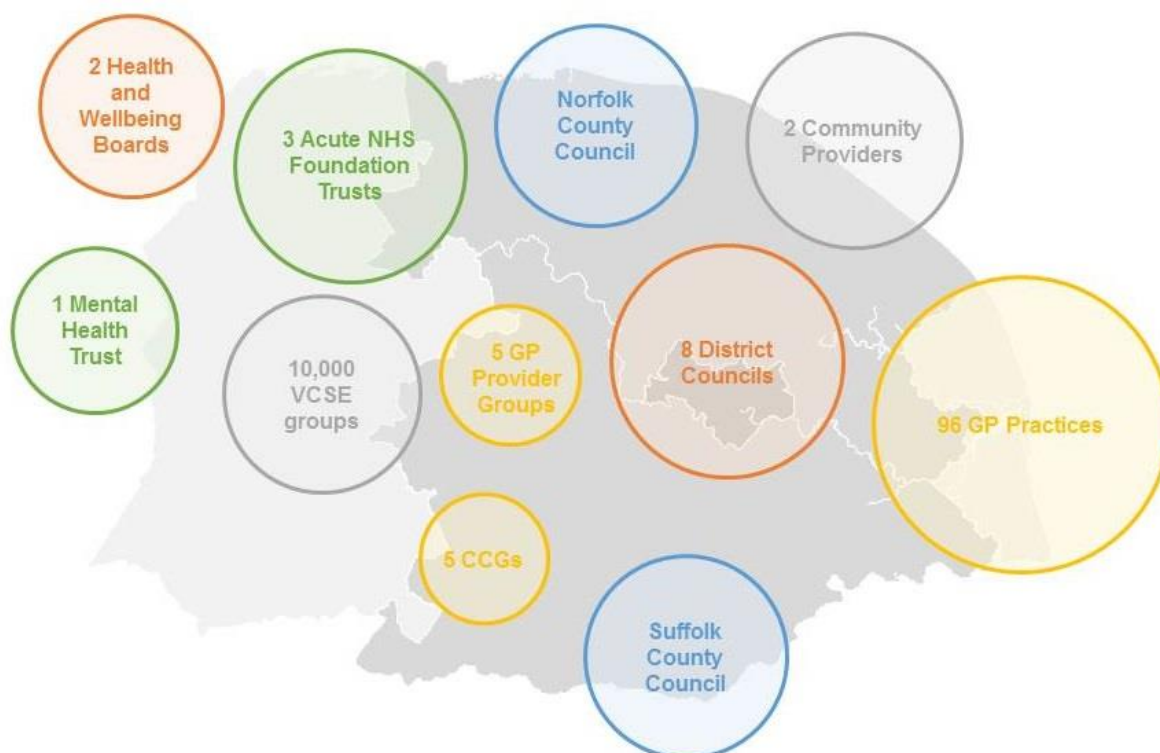 2 Health
and
Wellbeing
Boards
3 Acute NHS
Foundation
Trusts
Norfolk
County
Council
2 Community
Providers
1 Mental
Health
Trust
10,000
VCSE
groups
5 GP
Provider
Groups
8 District
Councils
96 GP Practices
5 CCGs
Suffolk
County
Council